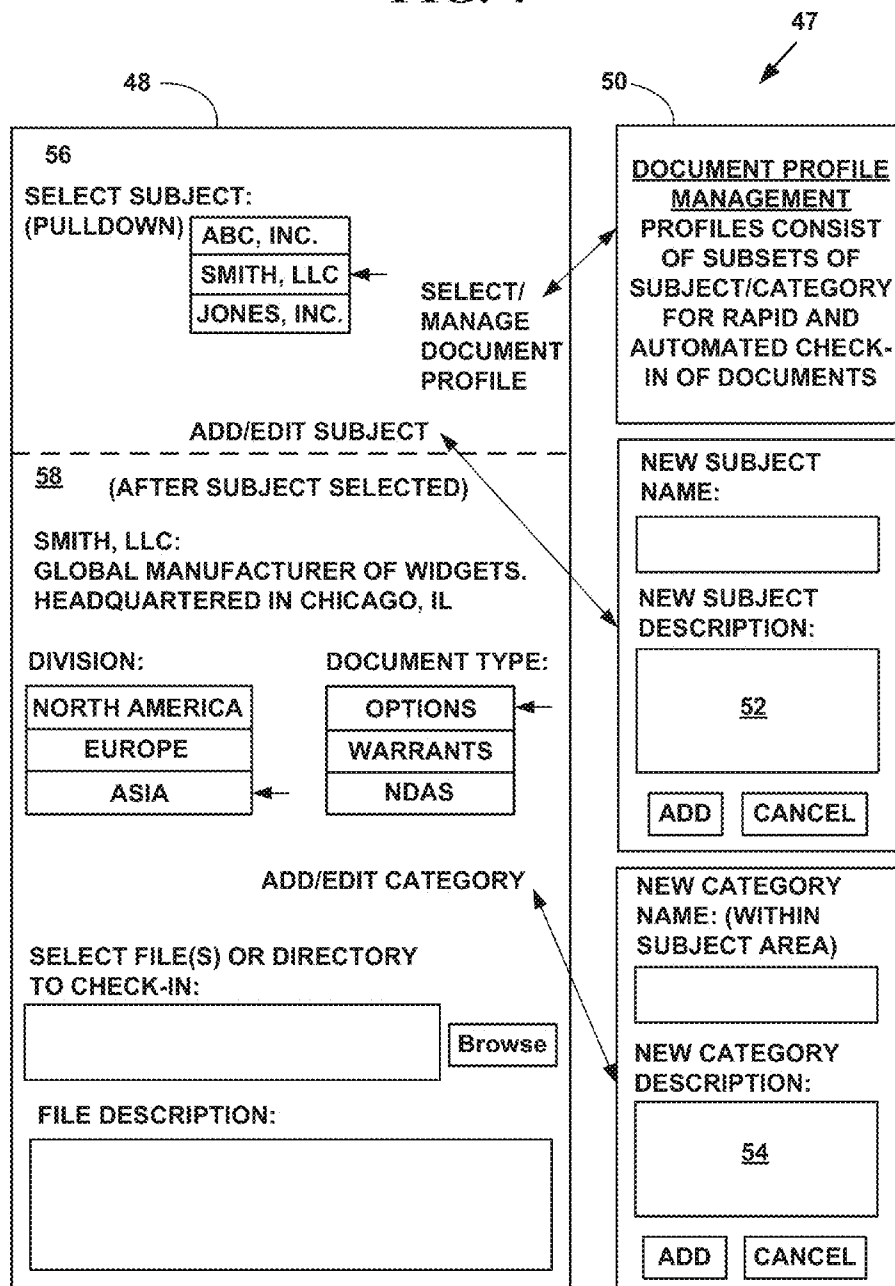 47
48
50
56
SELECT SUBJECT:
(PULLDOWN)
ABC, INC.
SMITH, LLC
JONES, INC.
SELECT/
MANAGE
DOCUMENT
PROFILE
ADD/EDIT SUBJECT
58
(AFTER SUBJECT SELECTED)
SMITH, LLC:
GLOBAL MANUFACTURER OF WIDGETS.
HEADQUARTERED IN CHICAGO, IL
DIVISION:
NORTH AMERICA
EUROPE
ASIA
DOCUMENT TYPE:
OPTIONS
WARRANTS
NDAS
ADD/EDIT CATEGORY
SELECT FILE(S) OR DIRECTORY
TO CHECK-IN:
Browse
FILE DESCRIPTION:
DOCUMENT PROFILE
MANAGEMENT
PROFILES CONSIST
OF SUBSETS OF
SUBJECT/CATEGORY
FOR RAPID AND
AUTOMATED CHECK-
IN OF DOCUMENTS
NEW SUBJECT
NAME:
NEW SUBJECT
DESCRIPTION:
52
ADD
CANCEL
NEW CATEGORY
NAME: (WITHIN
SUBJECT AREA)
NEW CATEGORY
DESCRIPTION:
54
ADD
CANCEL